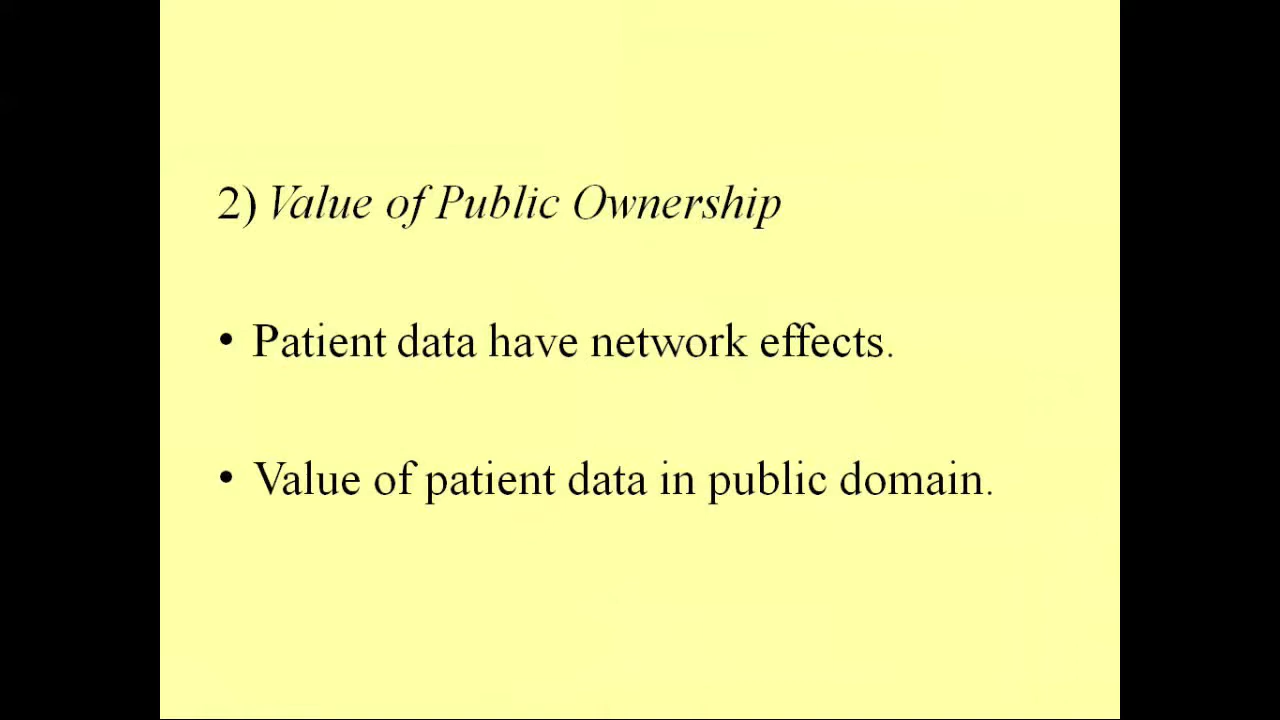 2) Value of Public Ownership
• Patient data have network effects.
• Value of patient data in public domain.